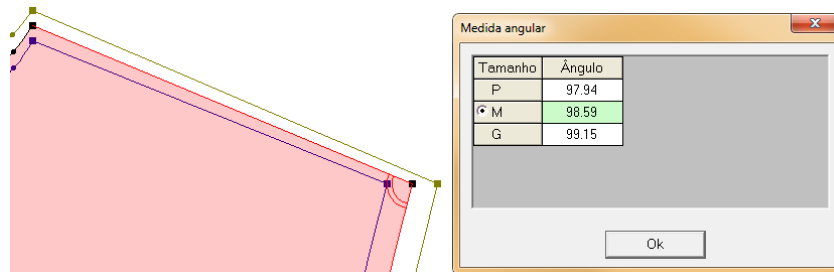 Medida angular
Tamanho Ângulo
P 97.94
M 98.59
G 99.15
Ok